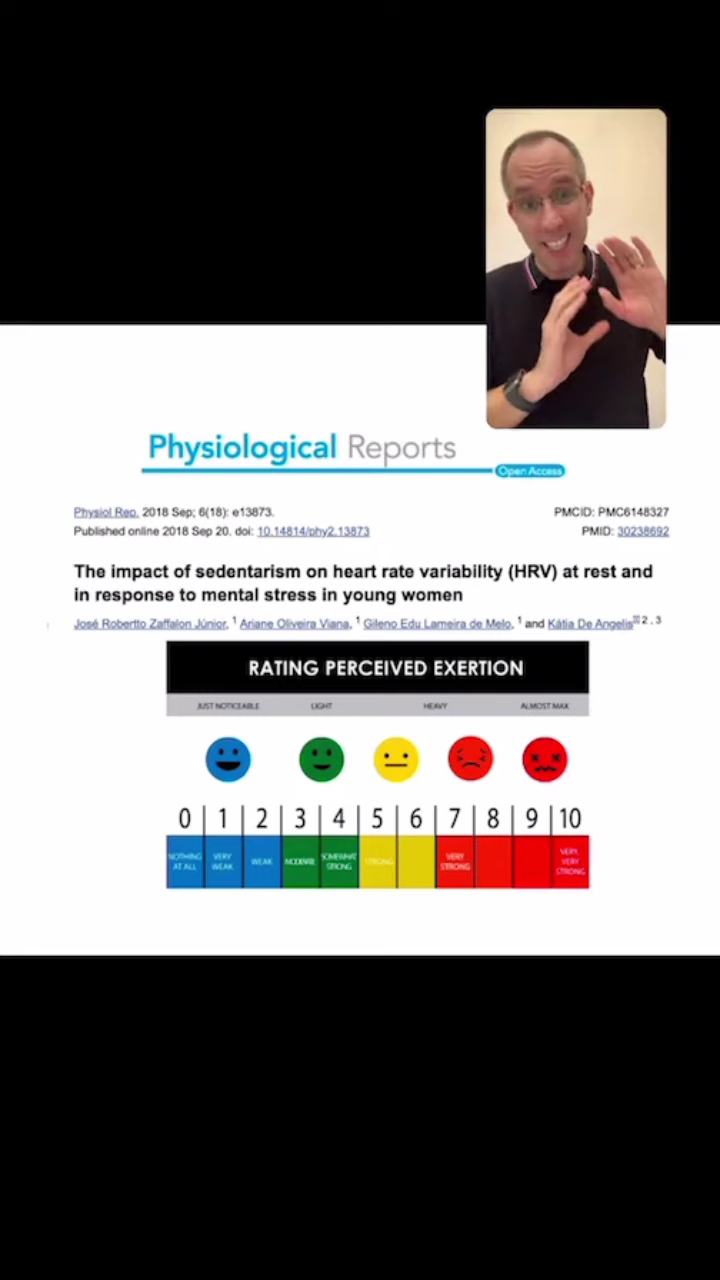 Physiological Reports
Open Access
Physiol Rep. 2018 Sep; 6(18): e13873.
PMCID: PMC6148327
Published online 2018 Sep 20. doi: 10.14814/phy2.13873
PMID: 30238692
The impact of sedentarism on heart rate variability (HRV) at rest and
in response to mental stress in young women
José Robertto Zaffalon Júnior, 1 Ariane Oliveira Viana, 1 Gileno Edu Lameira de Melo, 1 and Kátia De Angelis 2, 3
RATING PERCEIVED EXERTION
JUST NOTICEABLE LIGHT HEAVY ALMOST MAX
0 1 2 3 4 5 6 7 8 9 10
NOTHING AT ALL
VERY WEAK
WEAK
MODERATE
SOMEWHAT STRONG
STRONG
VERY STRONG
VERY, VERY STRONG